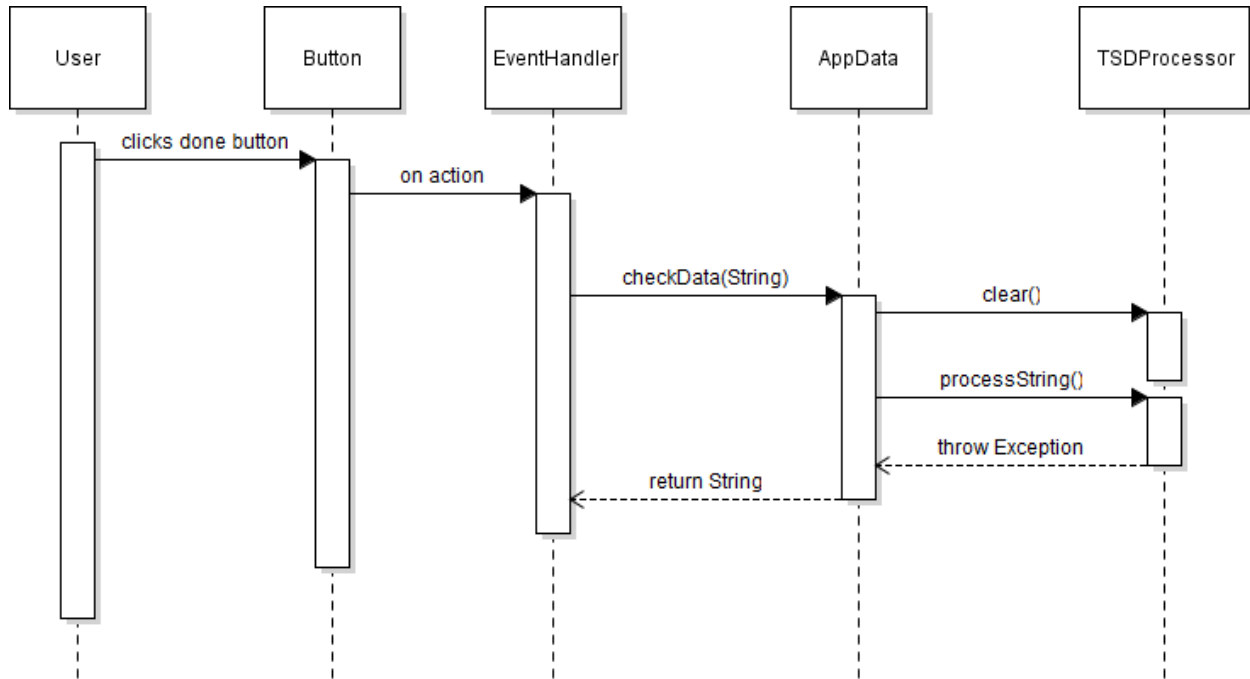 User
Button
EventHandler
AppData
TSDProcessor
clicks done button
on action
checkData(String)
clear()
processString()
throw Exception
return String